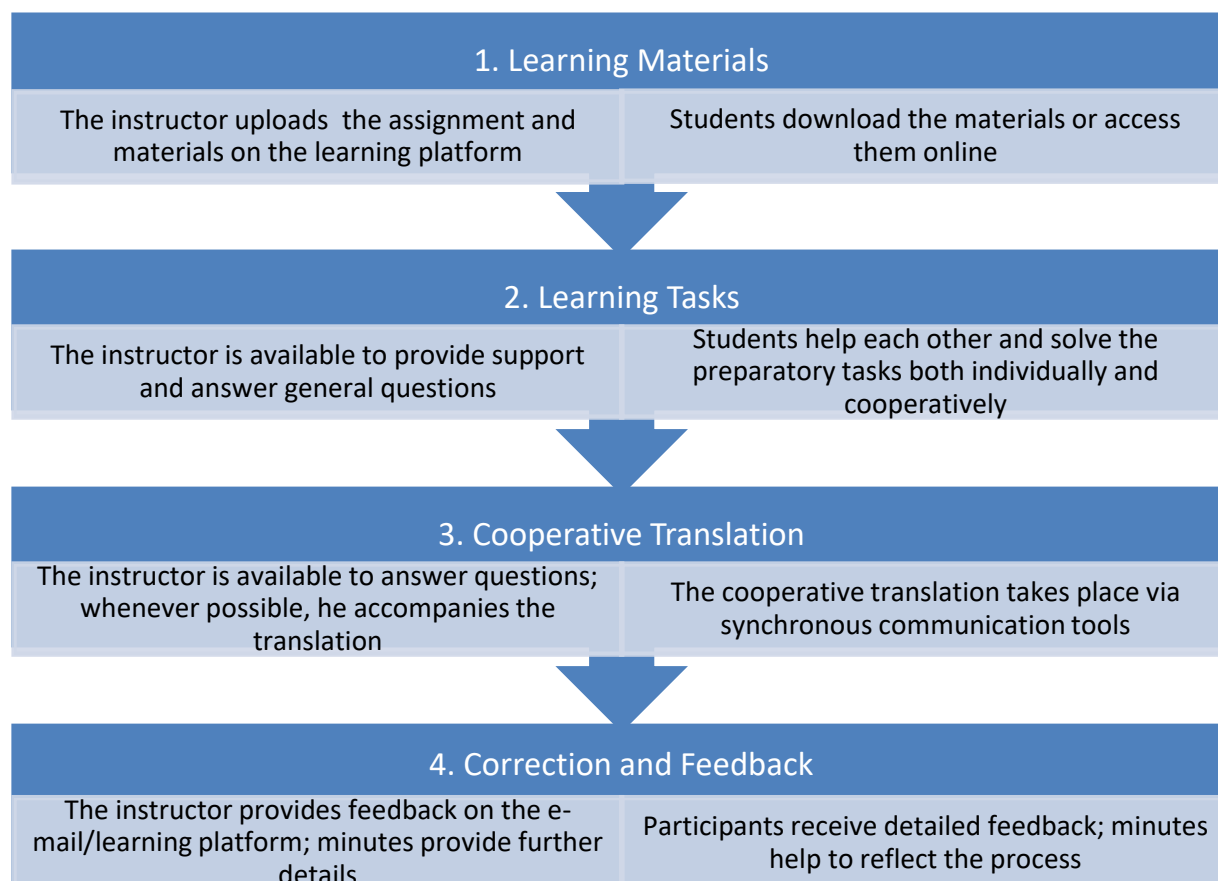 1. Learning Materials
The instructor uploads  the assignment and
materials on the learning platform
Students download the materials or access
them online
2. Learning Tasks
The instructor is available to provide support
and answer general questions
Students help each other and solve the
preparatory tasks both individually and
cooperatively
3. Cooperative Translation
The instructor is available to answer questions;
whenever possible, he accompanies the
translation
The cooperative translation takes place via
synchronous communication tools
4. Correction and Feedback
The instructor provides feedback on the e-
mail/learning platform; minutes provide further
details
Participants receive detailed feedback; minutes
help to reflect the process